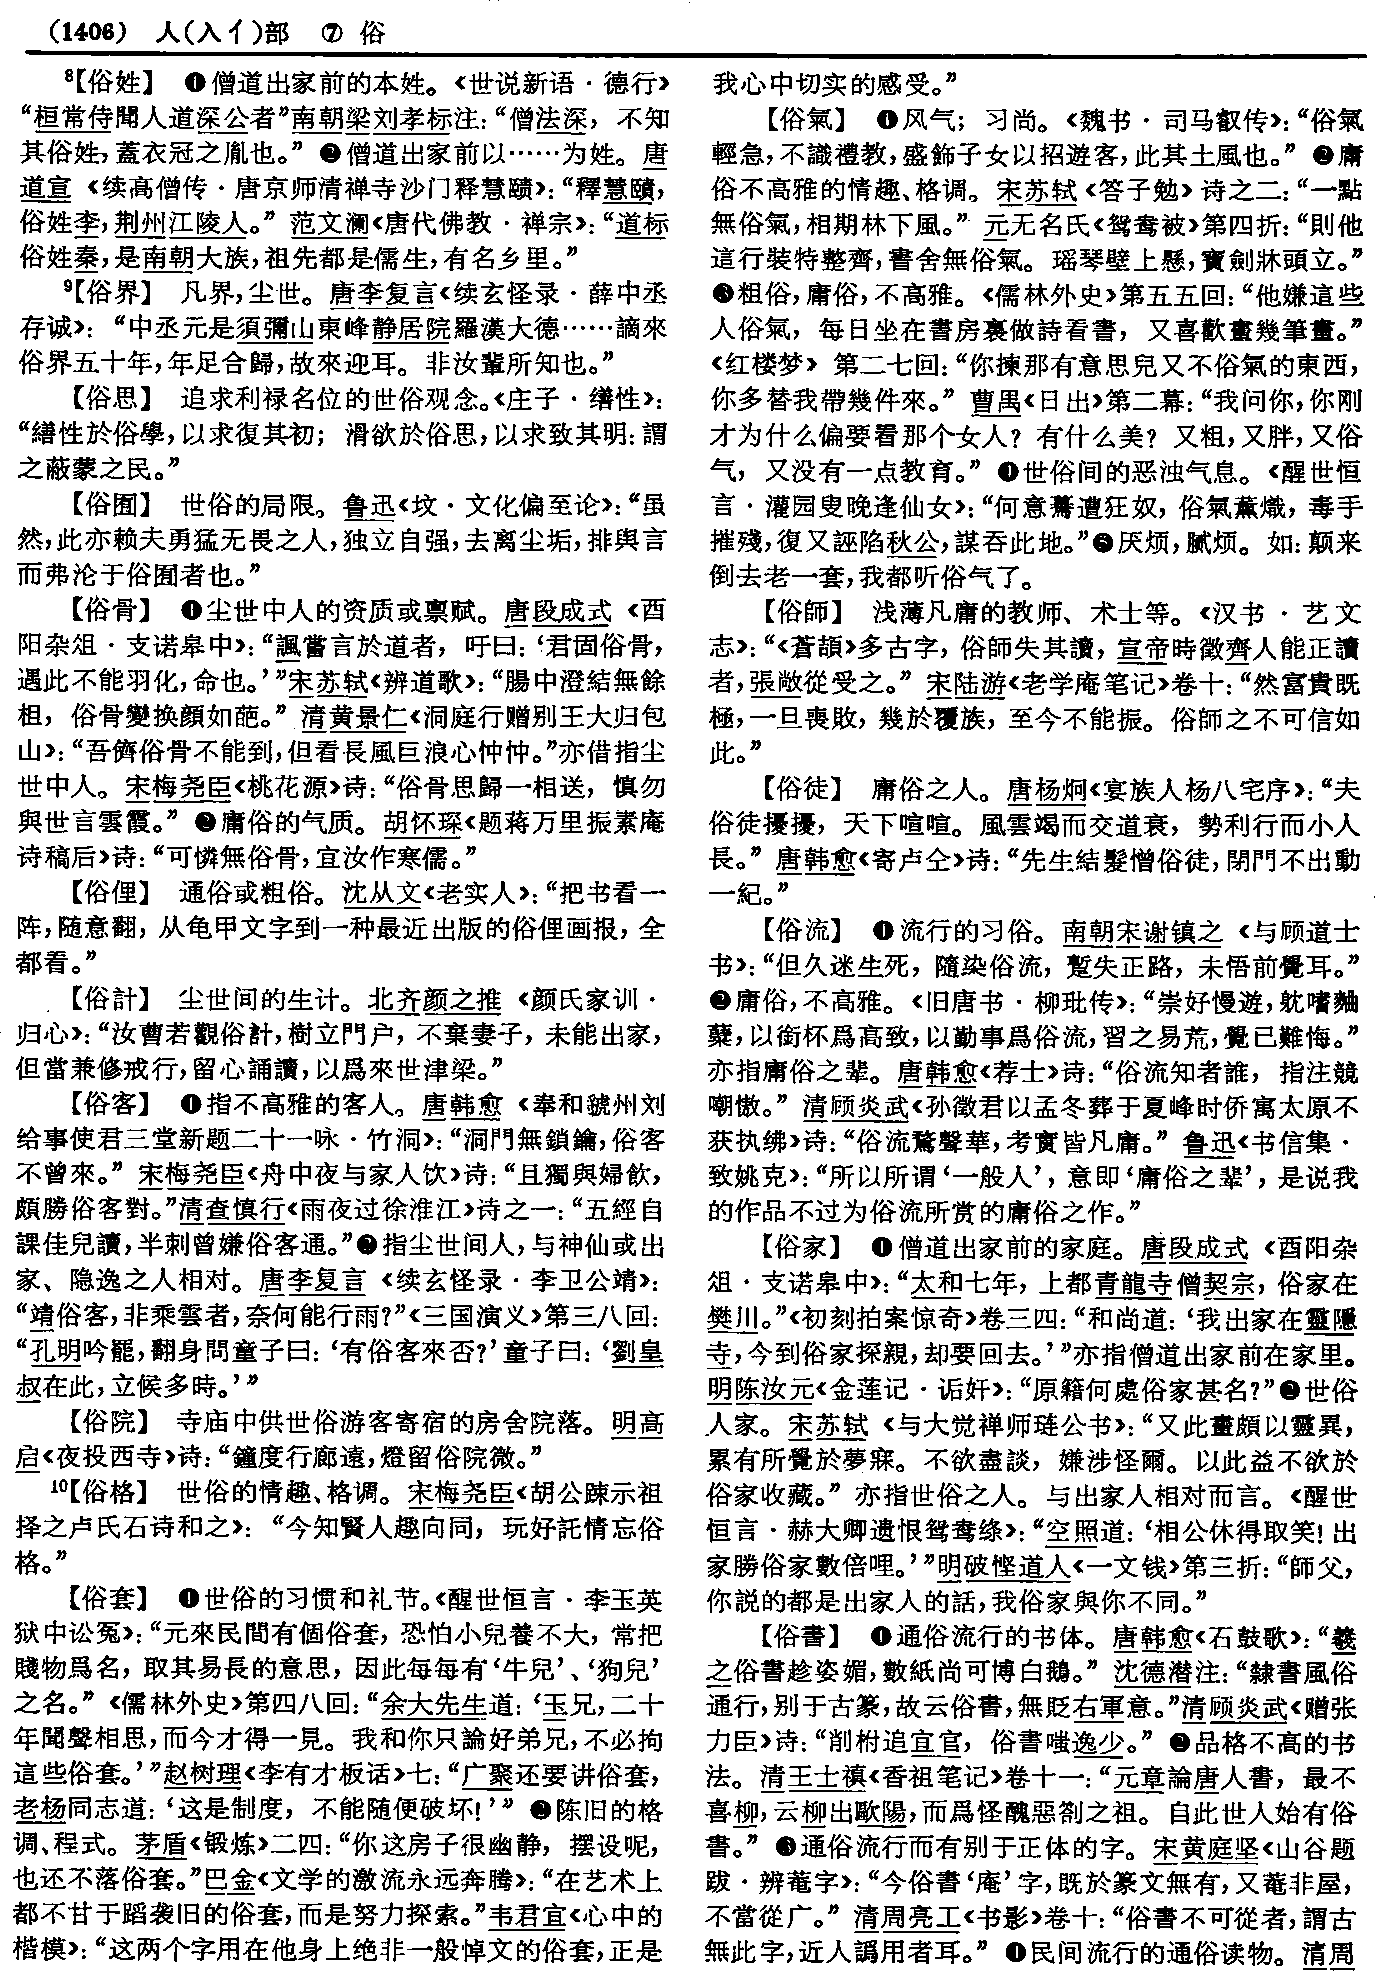 (1406) 人(入亻)部 ⑦ 俗
⁸【俗姓】 ❶僧道出家前的本姓。《世说新语·德行》
“桓常侍聞人道深公者”南朝梁刘孝标注：“僧法深，不知
其俗姓，蓋衣冠之胤也。” ❷僧道出家前以……为姓。唐
道宣《续高僧传·唐京师清禅寺沙门释慧赜》：“釋慧賾，
俗姓李，荆州江陵人。” 范文澜《唐代佛教·禅宗》：“道标
俗姓秦，是南朝大族，祖先都是儒生，有名乡里。”
⁹【俗界】 凡界，尘世。唐李复言《续玄怪录·薛中丞
存诚》：“中丞元是須彌山東峰静居院羅漢大德……謫來
俗界五十年，年足合歸，故來迎耳。非汝輩所知也。”
【俗思】 追求利禄名位的世俗观念。《庄子·缮性》：
“繕性於俗學，以求復其初；滑欲於俗思，以求致其明：謂
之蔽蒙之民。”
【俗囿】 世俗的局限。鲁迅《坟·文化偏至论》：“虽
然，此亦赖夫勇猛无畏之人，独立自强，去离尘垢，排舆言
而弗沦于俗囿者也。”
【俗骨】 ❶尘世中人的资质或禀赋。唐段成式《酉
阳杂俎·支诺皋中》：“諷嘗言於道者，吁曰：‘君固俗骨，
遇此不能羽化，命也。’”宋苏轼《辨道歌》：“腸中澄結無餘
柤，俗骨變换顔如葩。” 清黄景仁《洞庭行赠别王大归包
山》：“吾儕俗骨不能到，但看長風巨浪心忡忡。”亦借指尘
世中人。宋梅尧臣《桃花源》诗：“俗骨思歸一相送，慎勿
與世言雲霞。” ❷庸俗的气质。胡怀琛《题蒋万里振素庵
诗稿后》诗：“可憐無俗骨，宜汝作寒儒。”
【俗俚】 通俗或粗俗。沈从文《老实人》：“把书看一
阵，随意翻，从龟甲文字到一种最近出版的俗俚画报，全
都看。”
【俗計】 尘世间的生计。北齐颜之推《颜氏家训·
归心》：“汝曹若觀俗計，樹立門户，不棄妻子，未能出家，
但當兼修戒行，留心誦讀，以爲來世津梁。”
【俗客】 ❶指不高雅的客人。唐韩愈《奉和虢州刘
给事使君三堂新题二十一咏·竹洞》：“洞門無鎖鑰，俗客
不曾來。” 宋梅尧臣《舟中夜与家人饮》诗：“且獨與婦飲，
頗勝俗客對。”清查慎行《雨夜过徐淮江》诗之一：“五經自
課佳兒讀，半刺曾嫌俗客通。”❷指尘世间人，与神仙或出
家、隐逸之人相对。唐李复言《续玄怪录·李卫公靖》：
“靖俗客，非乘雲者，奈何能行雨？”《三国演义》第三八回：
“孔明吟罷，翻身問童子曰：‘有俗客來否？’童子曰：‘劉皇
叔在此，立候多時。’”
【俗院】 寺庙中供世俗游客寄宿的房舍院落。明高
启《夜投西寺》诗：“鐘度行廊遠，燈留俗院微。”
¹⁰【俗格】 世俗的情趣、格调。宋梅尧臣《胡公疎示祖
择之卢氏石诗和之》：“今知賢人趣向同，玩好託情忘俗
格。”
【俗套】 ❶世俗的习惯和礼节。《醒世恒言·李玉英
狱中讼冤》：“元來民間有個俗套，恐怕小兒養不大，常把
賤物爲名，取其易長的意思，因此每每有‘牛兒’、‘狗兒’
之名。”《儒林外史》第四八回：“余大先生道：‘玉兄，二十
年聞聲相思，而今才得一見。我和你只論好弟兄，不必拘
這些俗套。’”赵树理《李有才板话》七：“广聚还要讲俗套，
老杨同志道：‘这是制度，不能随便破坏！’” ❷陈旧的格
调、程式。茅盾《锻炼》二四：“你这房子很幽静，摆设呢，
也还不落俗套。”巴金《文学的激流永远奔腾》：“在艺术上
都不甘于蹈袭旧的俗套，而是努力探索。”韦君宜《心中的
楷模》：“这两个字用在他身上绝非一般悼文的俗套，正是
我心中切实的感受。”
【俗氣】 ❶风气；习尚。《魏书·司马叡传》：“俗氣
輕急，不識禮教，盛飾子女以招遊客，此其土風也。” ❷庸
俗不高雅的情趣、格调。宋苏轼《答子勉》诗之二：“一點
無俗氣，相期林下風。” 元无名氏《鸳鸯被》第四折：“則他
這行裝特整齊，書舍無俗氣。瑶琴壁上懸，寶劍牀頭立。”
❸粗俗，庸俗，不高雅。《儒林外史》第五五回：“他嫌這些
人俗氣，每日坐在書房裏做詩看書，又喜歡畫幾筆畫。”
《红楼梦》第二七回：“你揀那有意思兒又不俗氣的東西，
你多替我帶幾件來。” 曹禺《日出》第二幕：“我问你，你刚
才为什么偏要看那个女人？有什么美？又粗，又胖，又俗
气，又没有一点教育。” ❹世俗间的恶浊气息。《醒世恒
言·灌园叟晚逢仙女》：“何意驀遭狂奴，俗氣薰熾，毒手
摧殘，復又誣陷秋公，謀吞此地。”❺厌烦，腻烦。如：颠来
倒去老一套，我都听俗气了。
【俗師】 浅薄凡庸的教师、术士等。《汉书·艺文
志》：“《蒼頡》多古字，俗師失其讀，宣帝時徵齊人能正讀
者，張敞從受之。” 宋陆游《老学庵笔记》卷十：“然富貴既
極，一旦喪敗，幾於覆族，至今不能振。俗師之不可信如
此。”
【俗徒】 庸俗之人。唐杨炯《宴族人杨八宅序》：“夫
俗徒擾擾，天下喧喧。風雲竭而交道衰，勢利行而小人
長。” 唐韩愈《寄卢仝》诗：“先生結髮憎俗徒，閉門不出動
一紀。”
【俗流】 ❶流行的习俗。南朝宋谢镇之《与顾道士
书》：“但久迷生死，隨染俗流，蹔失正路，未悟前覺耳。”
❷庸俗，不高雅。《旧唐书·柳玭传》：“崇好慢遊，躭嗜麯
糱，以銜杯爲高致，以勤事爲俗流，習之易荒，覺已難悔。”
亦指庸俗之辈。唐韩愈《荐士》诗：“俗流知者誰，指注競
嘲慠。” 清顾炎武《孙徵君以孟冬葬于夏峰时侨寓太原不
获执绋》诗：“俗流騖聲華，考實皆凡庸。” 鲁迅《书信集·
致姚克》：“所以所谓‘一般人’，意即‘庸俗之辈’，是说我
的作品不过为俗流所赏的庸俗之作。”
【俗家】 ❶僧道出家前的家庭。唐段成式《酉阳杂
俎·支诺皋中》：“太和七年，上都青龍寺僧契宗，俗家在
樊川。”《初刻拍案惊奇》卷三四：“和尚道：‘我出家在靈隱
寺，今到俗家探親，却要回去。’”亦指僧道出家前在家里。
明陈汝元《金莲记·诟奸》：“原籍何處俗家甚名？”❷世俗
人家。宋苏轼《与大觉禅师琏公书》：“又此畫頗以靈異，
累有所覺於夢寐。不欲盡談，嫌涉怪爾。以此益不欲於
俗家收藏。” 亦指世俗之人。与出家人相对而言。《醒世
恒言·赫大卿遗恨鸳鸯绦》：“空照道：‘相公休得取笑！出
家勝俗家數倍哩。’”明破悭道人《一文钱》第三折：“師父，
你説的都是出家人的話，我俗家與你不同。”
【俗書】 ❶通俗流行的书体。唐韩愈《石鼓歌》：“羲
之俗書趁姿媚，數紙尚可博白鵝。” 沈德潜注：“隸書風俗
通行，别于古篆，故云俗書，無貶右軍意。”清顾炎武《赠张
力臣》诗：“削柎追宜官，俗書嗤逸少。” ❷品格不高的书
法。清王士禛《香祖笔记》卷十一：“元章論唐人書，最不
喜柳，云柳出歐陽，而爲怪醜惡劄之祖。自此世人始有俗
書。” ❸通俗流行而有别于正体的字。宋黄庭坚《山谷题
跋·辨菴字》：“今俗書‘庵’字，既於篆文無有，又菴非屋，
不當從广。” 清周亮工《书影》卷十：“俗書不可從者，謂古
無此字，近人譌用者耳。” ❹民间流行的通俗读物。清周